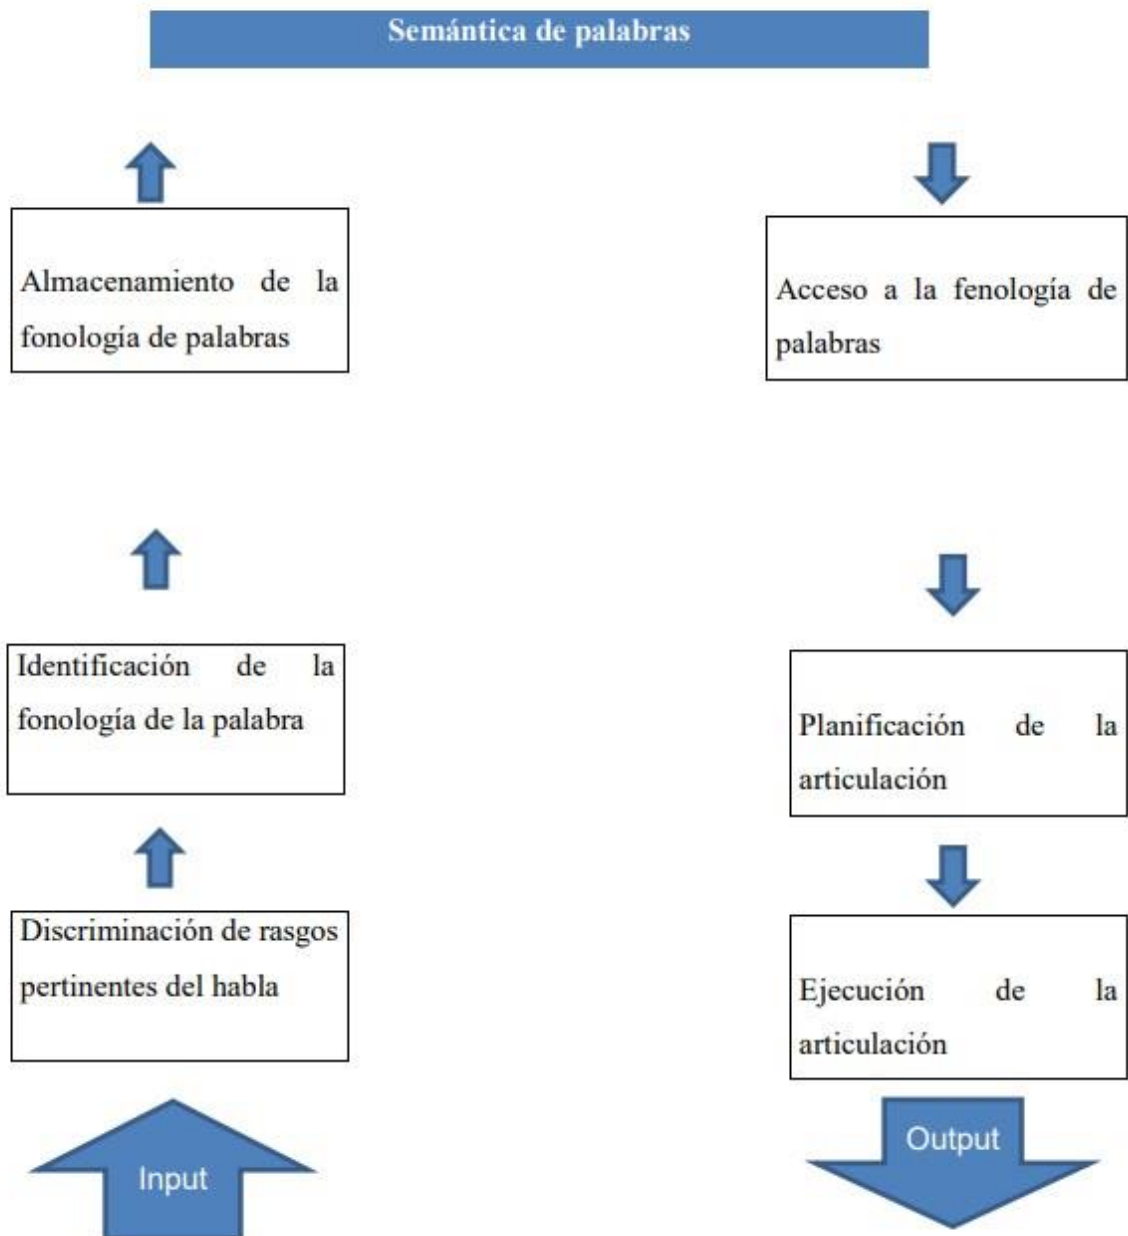 Semántica de palabras
Almacenamiento de la
fonología de palabras
Acceso a la fenología de
palabras
Identificación de la
fonología de la palabra
Planificación de la
articulación
Discriminación de rasgos
pertinentes del habla
Ejecución de la
articulación
Input
Output